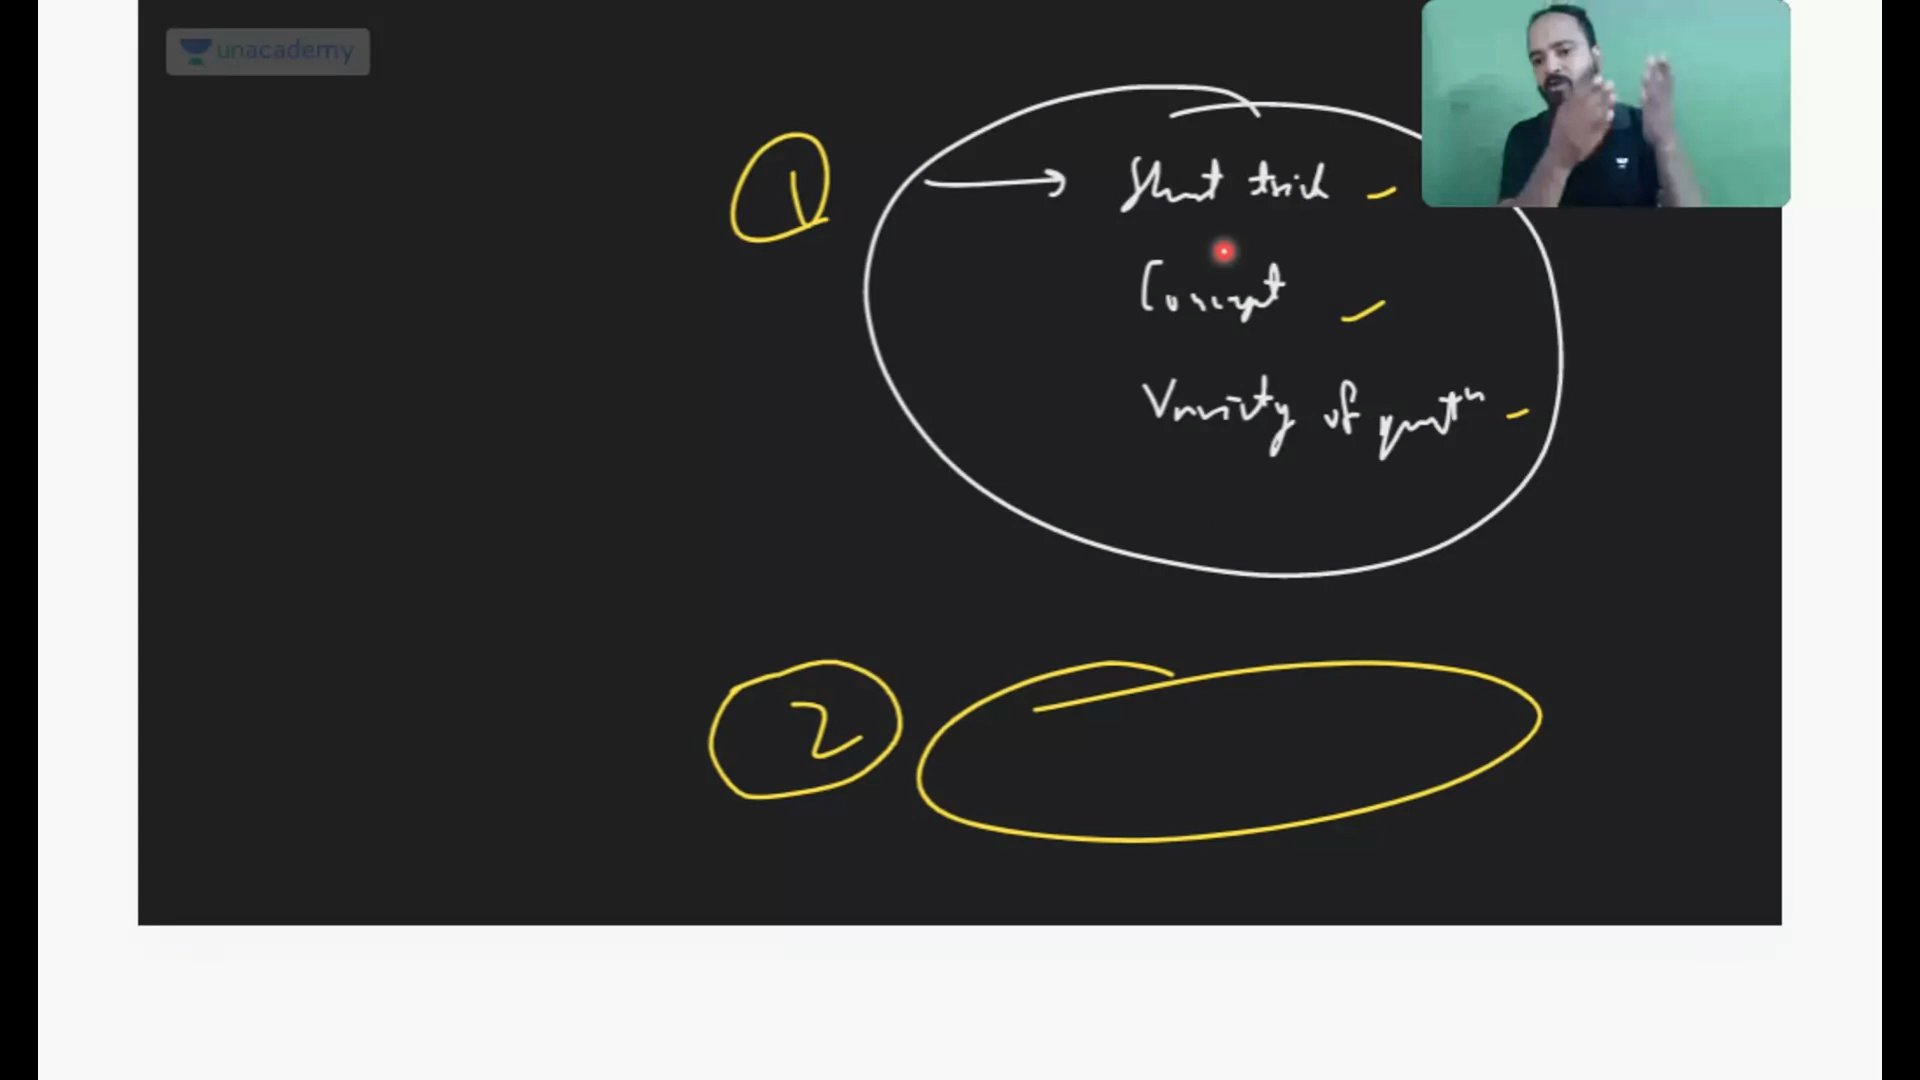 unacademy
1
Short trick
Concept
Variety of questn
2